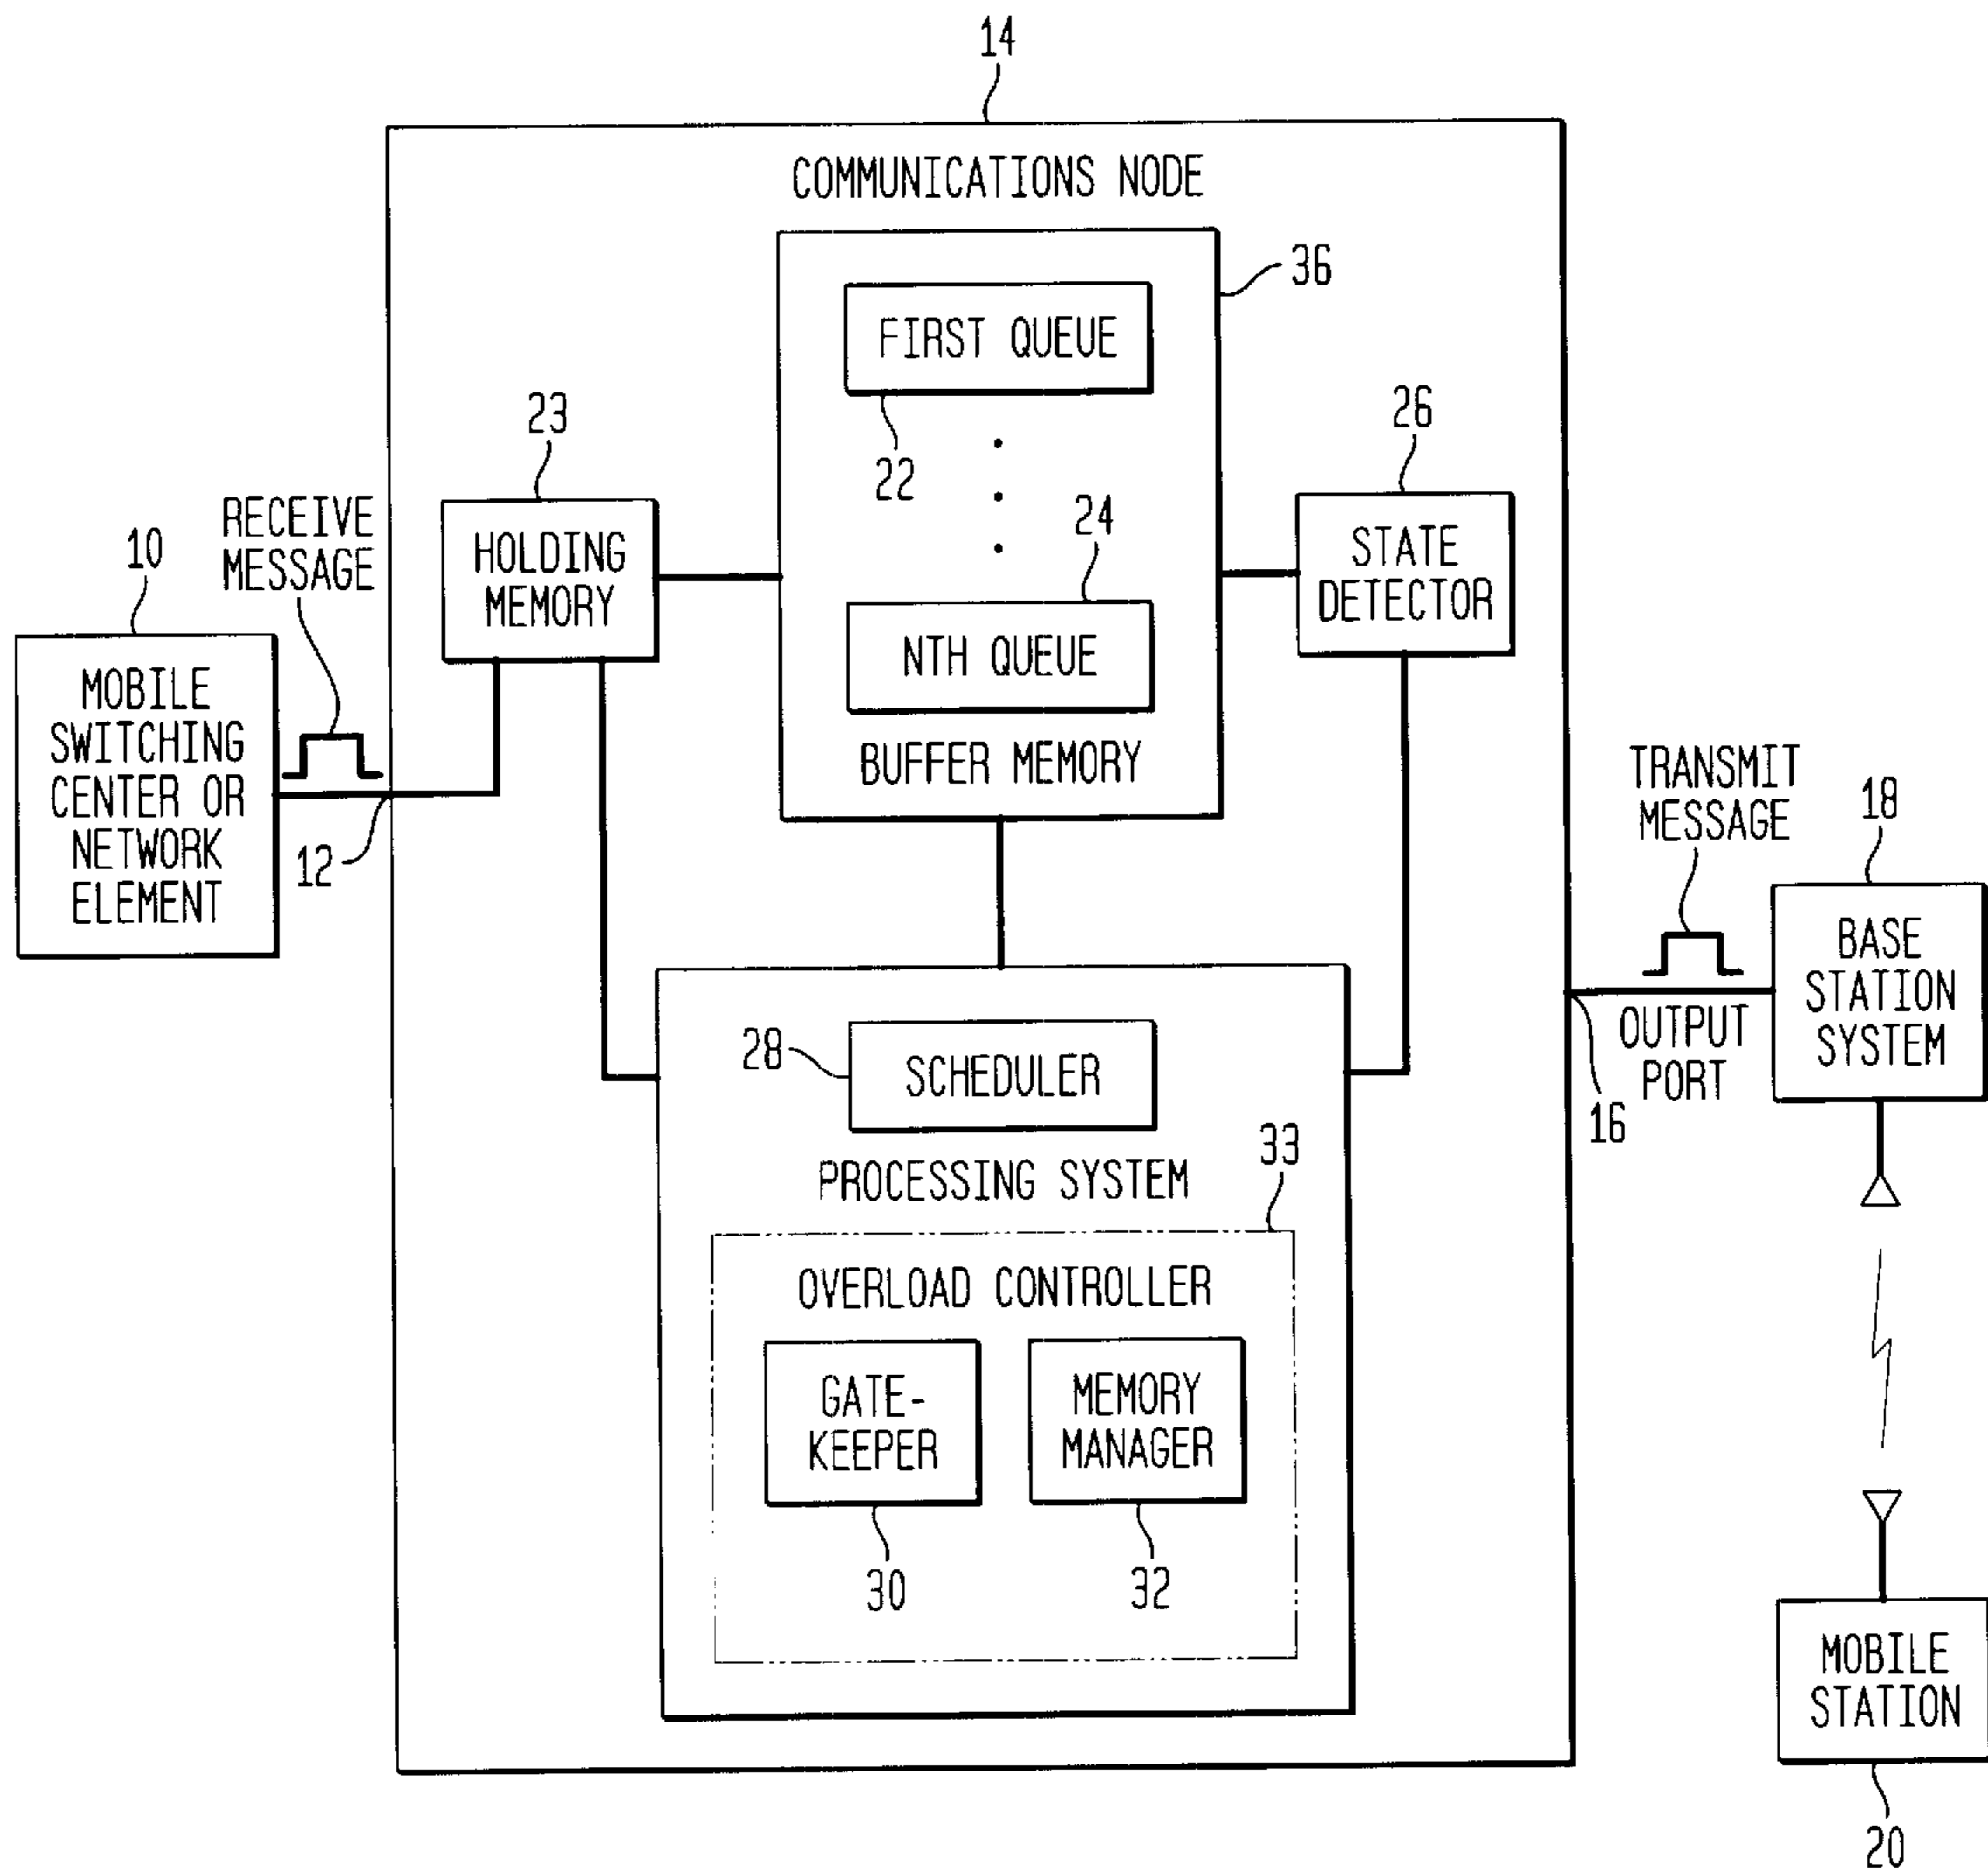 14
COMMUNICATIONS NODE
36
FIRST QUEUE
22
23
26
24
HOLDING
MEMORY
STATE
DETECTOR
NTH QUEUE
BUFFER MEMORY
RECEIVE
MESSAGE
10
MOBILE
SWITCHING
CENTER OR
NETWORK
ELEMENT
12
TRANSMIT
MESSAGE
18
BASE
STATION
SYSTEM
OUTPUT
PORT
16
28
SCHEDULER
PROCESSING SYSTEM
33
OVERLOAD CONTROLLER
GATE-
KEEPER
MEMORY
MANAGER
30
32
MOBILE
STATION
20